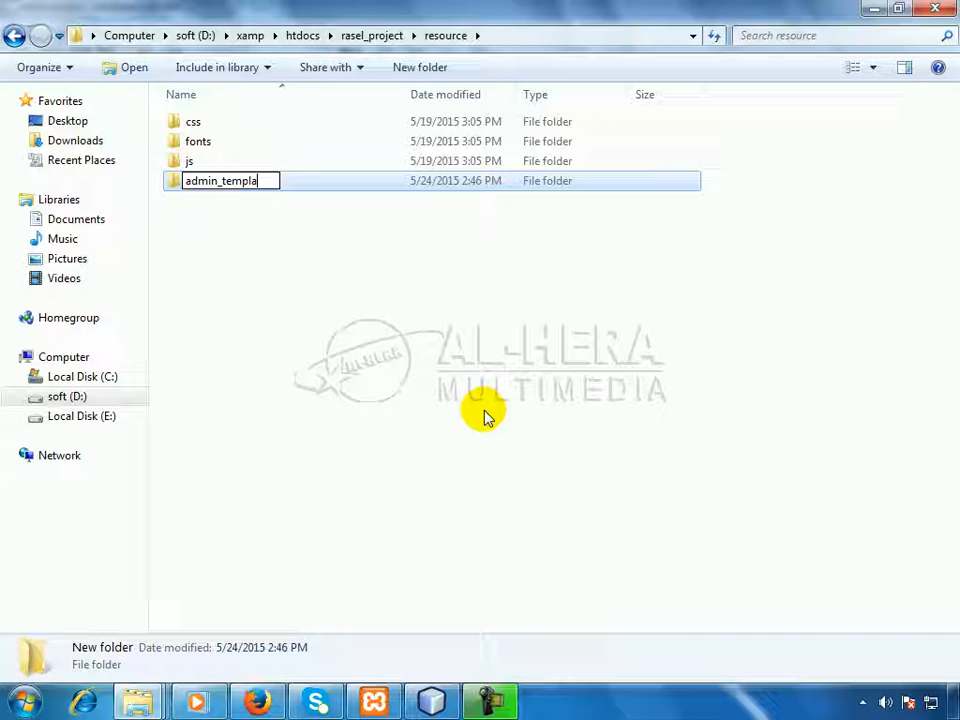 Computer soft (D:) xamp htdocs rasel_project resource Search resource
Organize Open Include in library Share with New folder
Name Date modified Type Size
Favorites
Desktop
Downloads
Recent Places
Libraries
Documents
Music
Pictures
Videos
Homegroup
Computer
Local Disk (C:)
soft (D:)
Local Disk (E:)
Network
css 5/19/2015 3:05 PM File folder
fonts 5/19/2015 3:05 PM File folder
js 5/19/2015 3:05 PM File folder
admin_templa 5/24/2015 2:46 PM File folder
AL-HERA
AL-HERA
MULTIMEDIA
New folder Date modified: 5/24/2015 2:46 PM
File folder